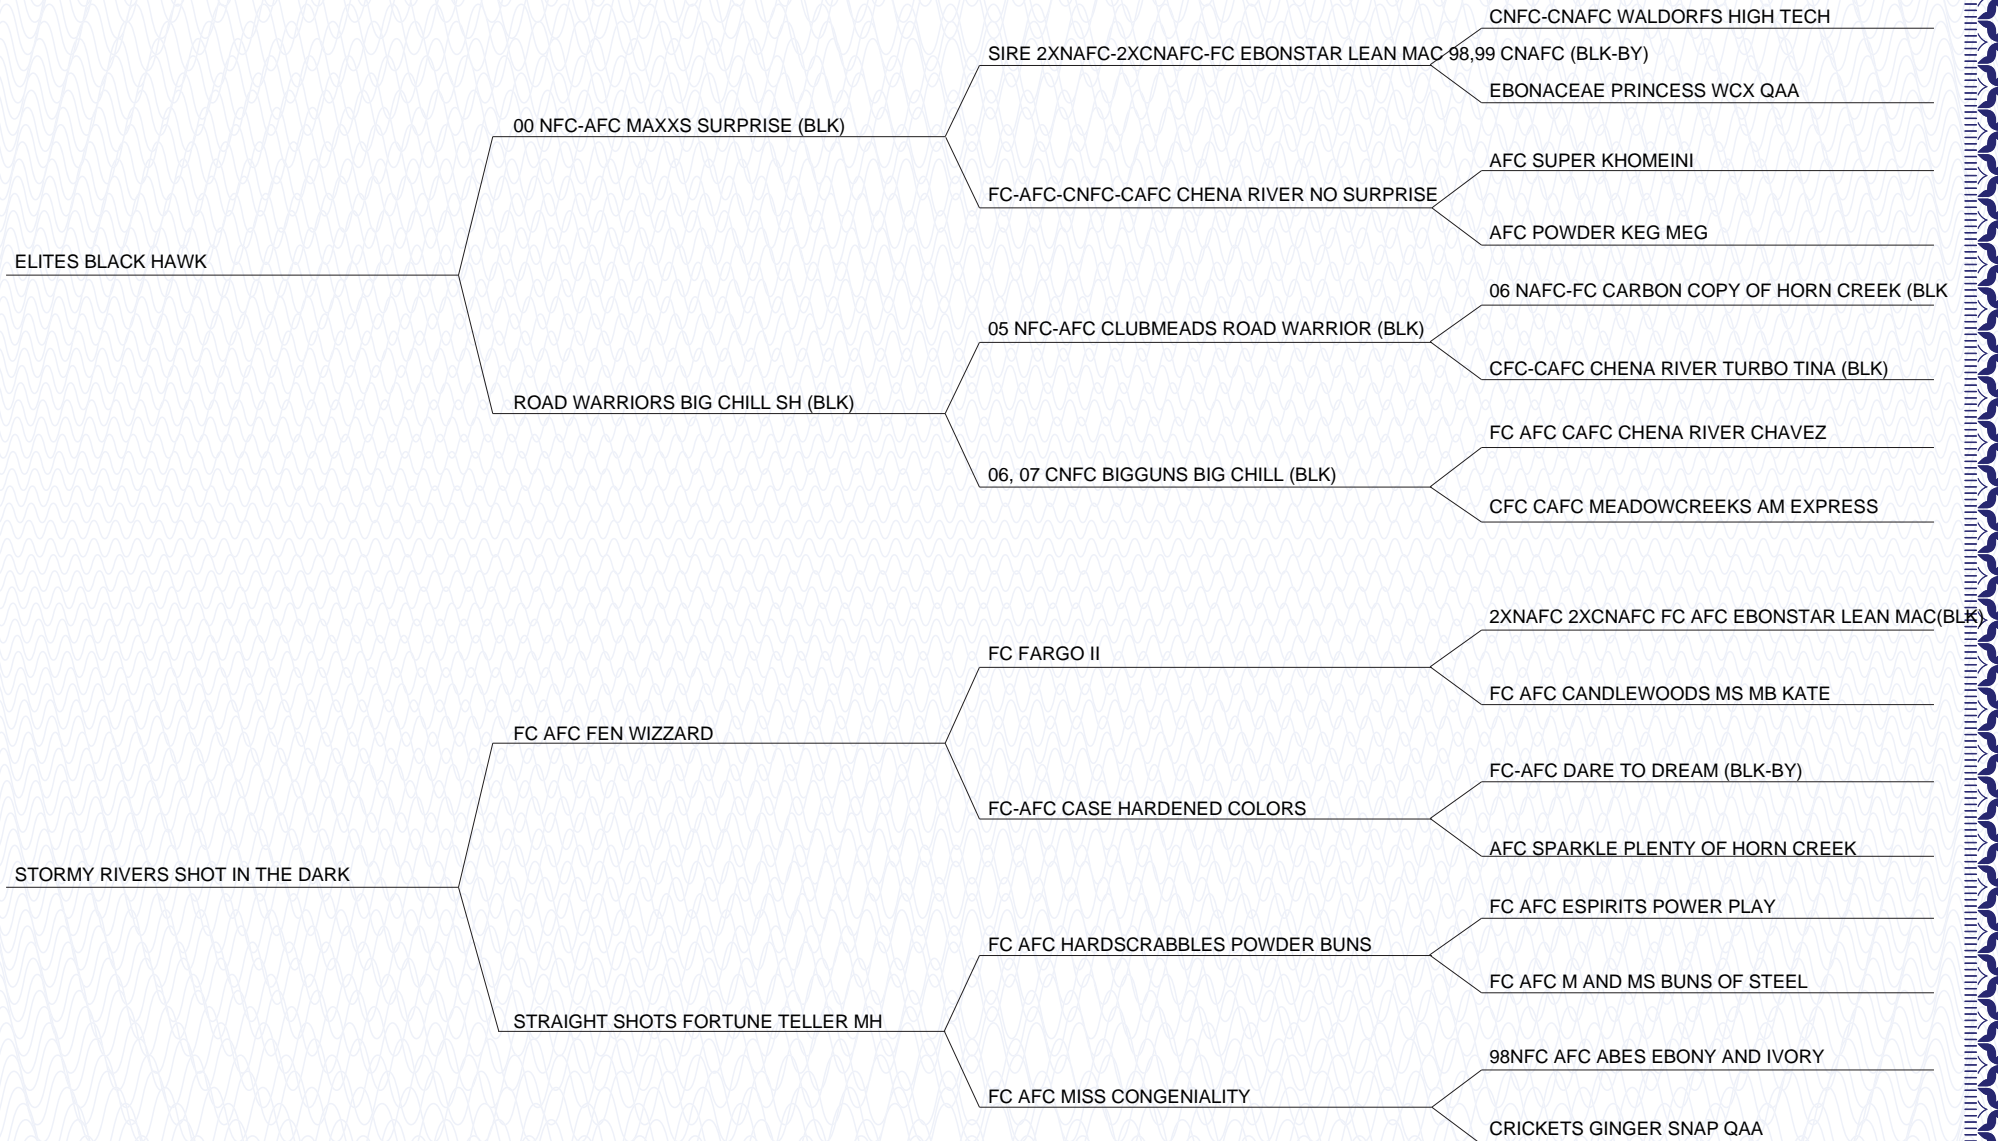 CNFC-CNAFC WALDORFS HIGH TECH
SIRE 2XNAFC-2XCNAFC-FC EBONSTAR LEAN MAC 98,99 CNAFC (BLK-BY)
EBONACEAE PRINCESS WCX QAA
00 NFC-AFC MAXXS SURPRISE (BLK)
AFC SUPER KHOMEINI
FC-AFC-CNFC-CAFC CHENA RIVER NO SURPRISE
AFC POWDER KEG MEG
ELITES BLACK HAWK
06 NAFC-FC CARBON COPY OF HORN CREEK (BLK
05 NFC-AFC CLUBMEADS ROAD WARRIOR (BLK)
CFC-CAFC CHENA RIVER TURBO TINA (BLK)
ROAD WARRIORS BIG CHILL SH (BLK)
FC AFC CAFC CHENA RIVER CHAVEZ
06, 07 CNFC BIGGUNS BIG CHILL (BLK)
CFC CAFC MEADOWCREEKS AM EXPRESS
2XNAFC 2XCNAFC FC AFC EBONSTAR LEAN MAC(BLK)
FC FARGO II
FC AFC CANDLEWOODS MS MB KATE
FC AFC FEN WIZZARD
FC-AFC DARE TO DREAM (BLK-BY)
FC-AFC CASE HARDENED COLORS
AFC SPARKLE PLENTY OF HORN CREEK
STORMY RIVERS SHOT IN THE DARK
FC AFC ESPIRITS POWER PLAY
FC AFC HARDSCRABBLES POWDER BUNS
FC AFC M AND MS BUNS OF STEEL
STRAIGHT SHOTS FORTUNE TELLER MH
98NFC AFC ABES EBONY AND IVORY
FC AFC MISS CONGENIALITY
CRICKETS GINGER SNAP QAA